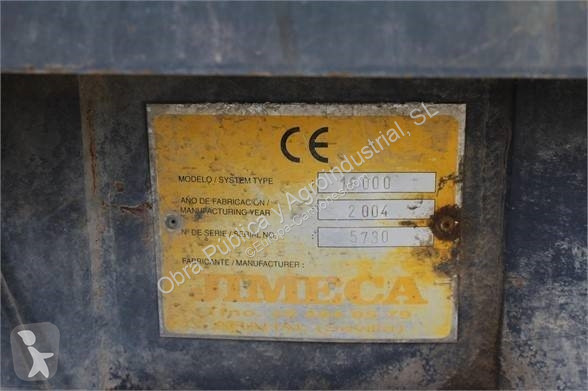 CE
MODELO / SYSTEM TYPE 16000
AÑO DE FABRICACION /
MANUFACTURING YEAR 2004
Nº DE SERIE / SERIAL NO. 5730
FABRICANTE / MANUFACTURER :
JIMECA
Obra Pública y Agroindustrial, SL